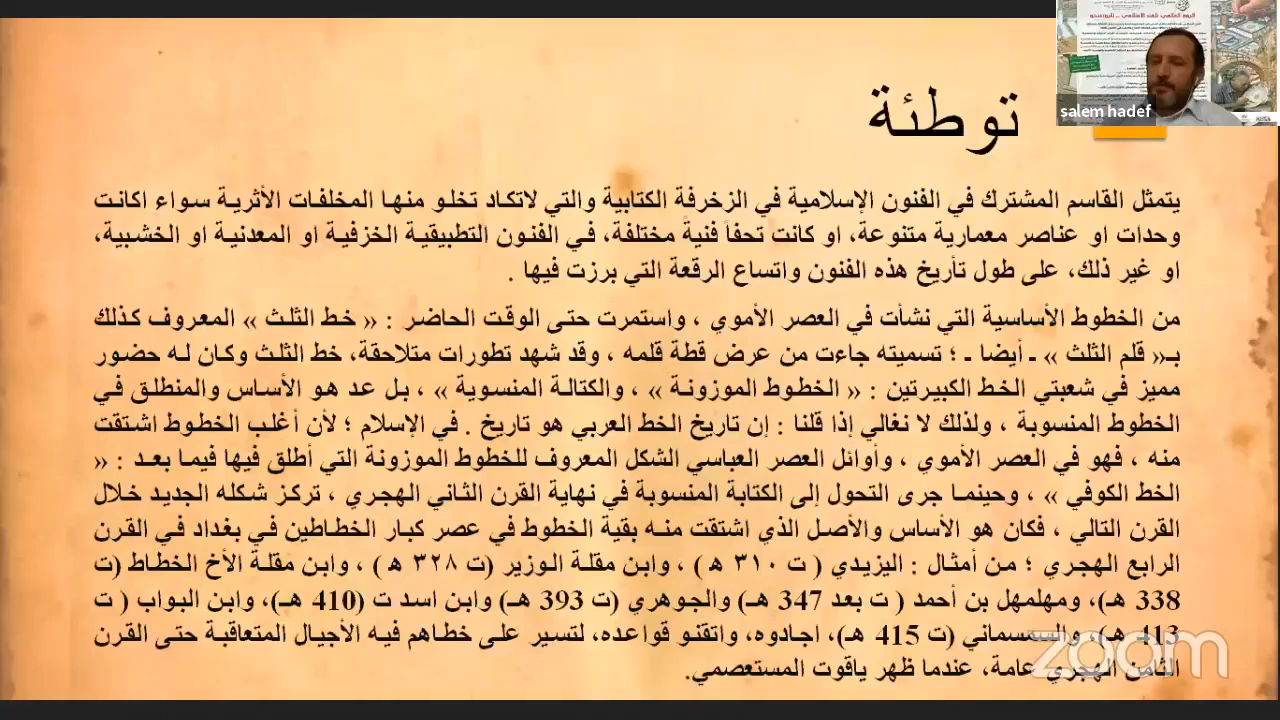 اليوم العالمي للفن الاسلامي .. لليونسكو
salem hadef
توطئة
يتمثل القاسم المشترك في الفنون الإسلامية في الزخرفة الكتابية والتي لاتكاد تخلو منها المخلفات الأثرية سواء اكانت
وحدات او عناصر معمارية متنوعة، او كانت تحفاً فنية مختلفة، في الفنون التطبيقية الخزفية او المعدنية او الخشبية،
او غير ذلك، على طول تأريخ هذه الفنون واتساع الرقعة التي برزت فيها .
من الخطوط الأساسية التي نشأت في العصر الأموي ، واستمرت حتى الوقت الحاضر : « خط الثلث » المعروف كذلك
بـ« قلم الثلث » ـ أيضا ـ ؛ تسميته جاءت من عرض قطة قلمه ، وقد شهد تطورات متلاحقة، خط الثلث وكان له حضور
مميز في شعبتي الخط الكبيرتين : « الخطوط الموزونة » ، والكتالة المنسوبة » ، بل عد هو الأساس والمنطلق في
الخطوط المنسوبة ، ولذلك لا نغالي إذا قلنا : إن تاريخ الخط العربي هو تاريخ . في الإسلام ؛ لأن أغلب الخطوط اشتقت
منه ، فهو في العصر الأموي ، وأوائل العصر العباسي الشكل المعروف للخطوط الموزونة التي أطلق فيها فيما بعد : «
الخط الكوفي » ، وحينما جرى التحول إلى الكتابة المنسوبة في نهاية القرن الثاني الهجري ، تركز شكله الجديد خلال
القرن التالي ، فكان هو الأساس والأصل الذي اشتقت منه بقية الخطوط في عصر كبار الخطاطين في بغداد في القرن
الرابع الهجري ؛ من أمثال : اليزيدي ( ت ٣١٠ هـ ) ، وابن مقلة الوزير (ت ٣٢٨ هـ ) ، وابن مقلة الأخ الخطاط (ت
338 هـ)، ومهلمهل بن أحمد ( ت بعد 347 هـ) والجوهري (ت 393 هـ) وابن اسد ت (410 هـ)، وابن البواب ( ت
413 هـ)، والسمسماني (ت 415 هـ)، اجادوه، واتقنو قواعده، لتسير على خطاهم فيه الأجيال المتعاقبة حتى القرن
الثامن الهجري عامة، عندما ظهر ياقوت المستعصمي.
zoom